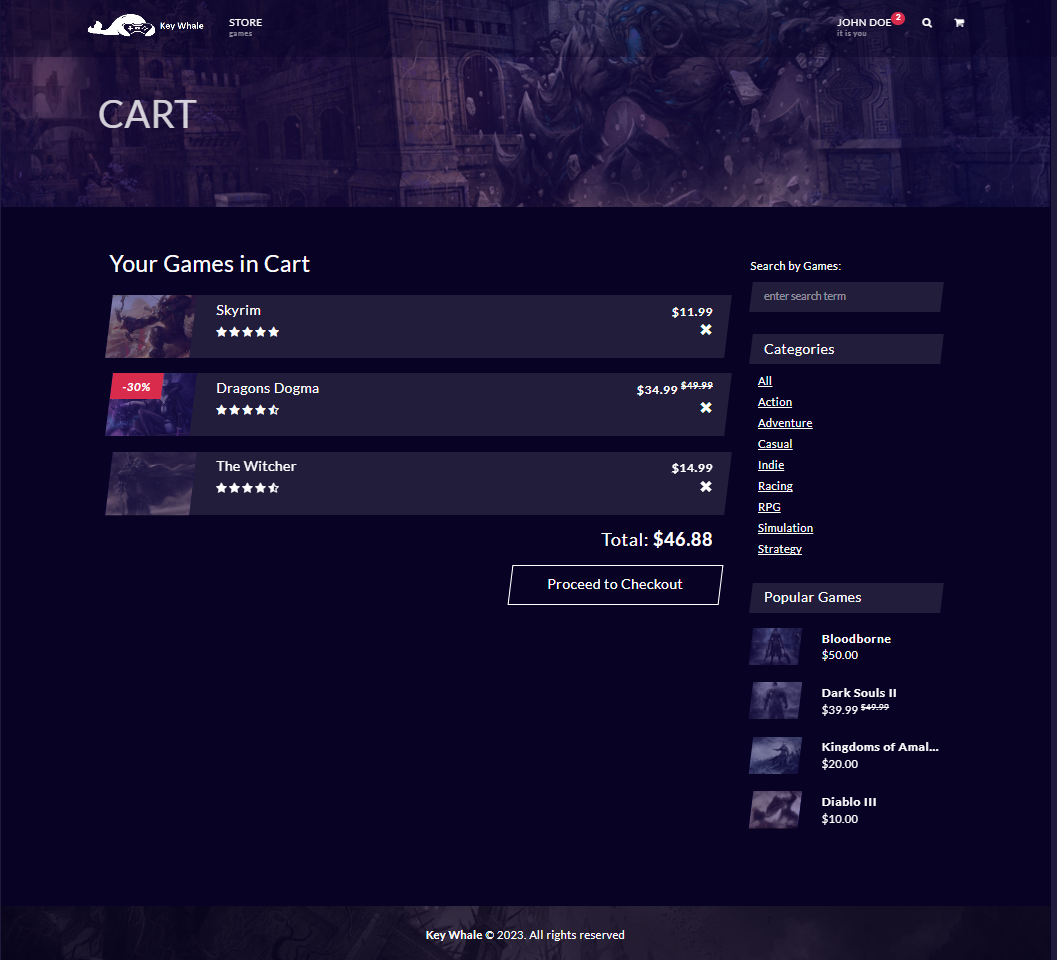 Key Whale
STORE
games
JOHN DOE 2
it is you
CART
Your Games in Cart
Skyrim
$11.99
-30%
Dragons Dogma
$34.99 $49.99
The Witcher
$14.99
Total: $46.88
Proceed to Checkout
Search by Games:
enter search term
Categories
All
Action
Adventure
Casual
Indie
Racing
RPG
Simulation
Strategy
Popular Games
Bloodborne
$50.00
Dark Souls II
$39.99 $49.99
Kingdoms of Amal...
$20.00
Diablo III
$10.00
Key Whale © 2023. All rights reserved